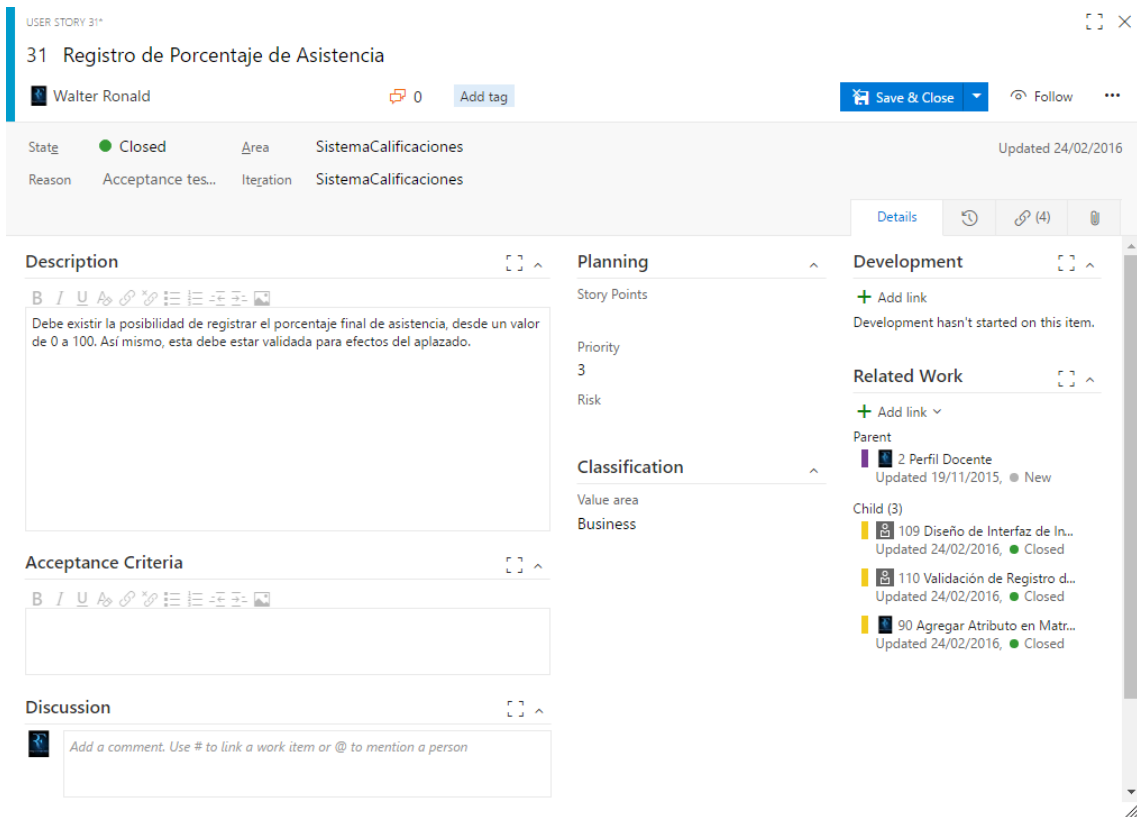 USER STORY 31*
31 Registro de Porcentaje de Asistencia
Walter Ronald
0
Add tag
Save & Close
Follow
State
Closed
Area
SistemaCalificaciones
Updated 24/02/2016
Reason
Acceptance tes...
Iteration
SistemaCalificaciones
Details
(4)
Description
B I U
Debe existir la posibilidad de registrar el porcentaje final de asistencia, desde un valor
de 0 a 100. Así mismo, esta debe estar validada para efectos del aplazado.
Acceptance Criteria
B I U
Discussion
Add a comment. Use # to link a work item or @ to mention a person
Planning
Story Points
Priority
3
Risk
Classification
Value area
Business
Development
Add link
Development hasn't started on this item.
Related Work
Add link
Parent
2 Perfil Docente
Updated 19/11/2015, New
Child (3)
109 Diseño de Interfaz de In...
Updated 24/02/2016, Closed
110 Validación de Registro d...
Updated 24/02/2016, Closed
90 Agregar Atributo en Matr...
Updated 24/02/2016, Closed